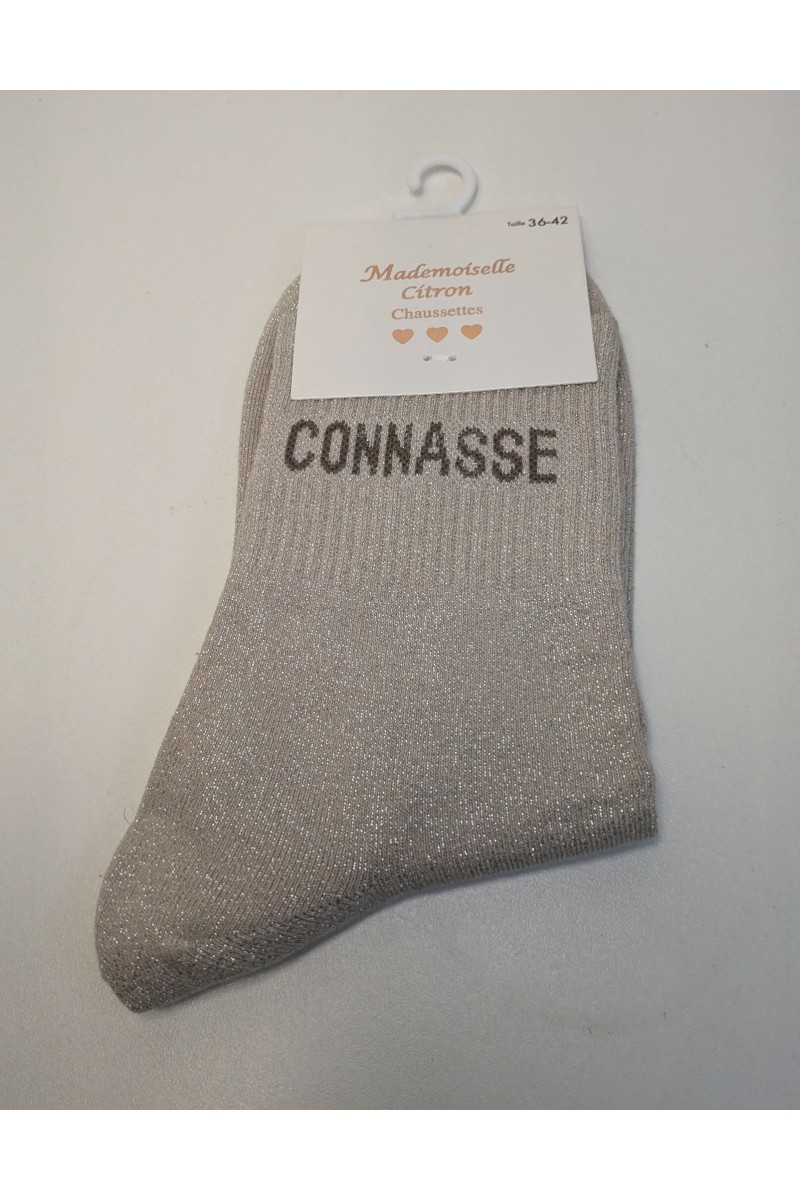 Taille 36-42
Mademoiselle
Citron
Chaussettes
CONNASSE